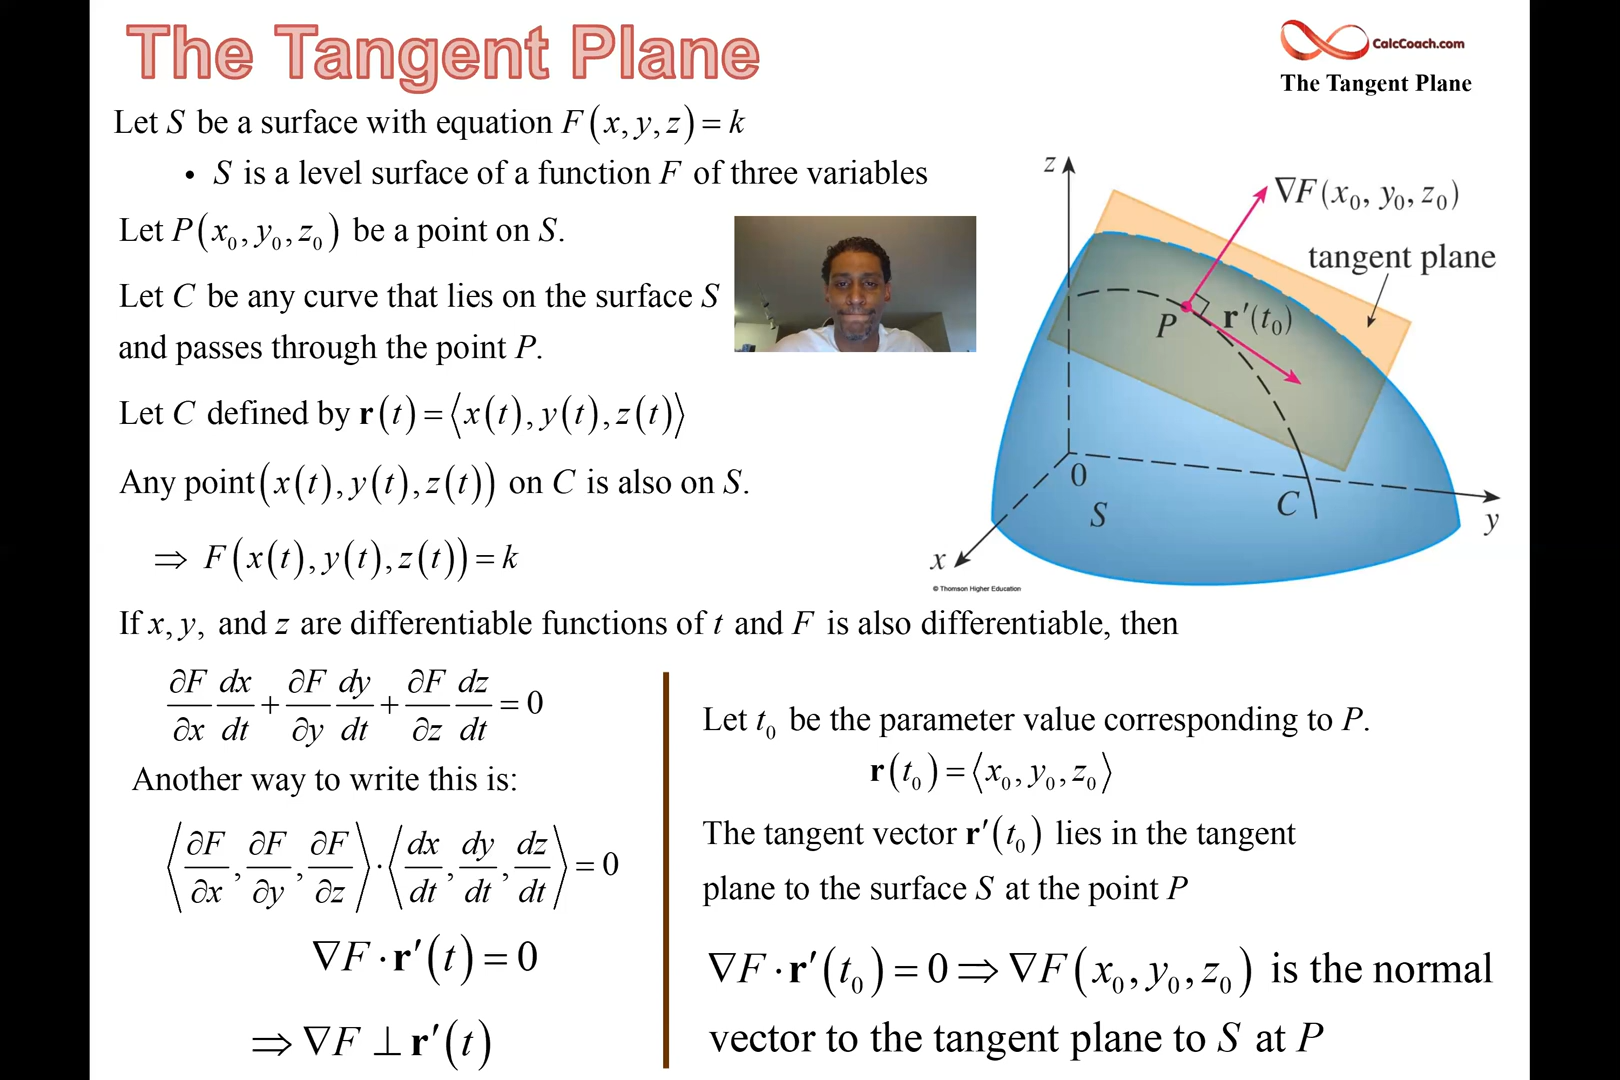 The Tangent Plane
CalcCoach.com
The Tangent Plane
Let S be a surface with equation F(x, y, z) = k
• S is a level surface of a function F of three variables
Let P(x₀, y₀, z₀) be a point on S.
Let C be any curve that lies on the surface S
and passes through the point P.
Let C defined by r(t) = ⟨x(t), y(t), z(t)⟩
Any point (x(t), y(t), z(t)) on C is also on S.
⇒ F(x(t), y(t), z(t)) = k
z
∇F(x₀, y₀, z₀)
tangent plane
P
r′(t₀)
0
S
C
y
x
© Thomson Higher Education
If x, y, and z are differentiable functions of t and F is also differentiable, then
∂F/∂x dx/dt + ∂F/∂y dy/dt + ∂F/∂z dz/dt = 0
Another way to write this is:
⟨∂F/∂x, ∂F/∂y, ∂F/∂z⟩ · ⟨dx/dt, dy/dt, dz/dt⟩ = 0
∇F · r′(t) = 0
⇒ ∇F ⊥ r′(t)
Let t₀ be the parameter value corresponding to P.
r(t₀) = ⟨x₀, y₀, z₀⟩
The tangent vector r′(t₀) lies in the tangent
plane to the surface S at the point P
∇F · r′(t₀) = 0 ⇒ ∇F(x₀, y₀, z₀) is the normal
vector to the tangent plane to S at P